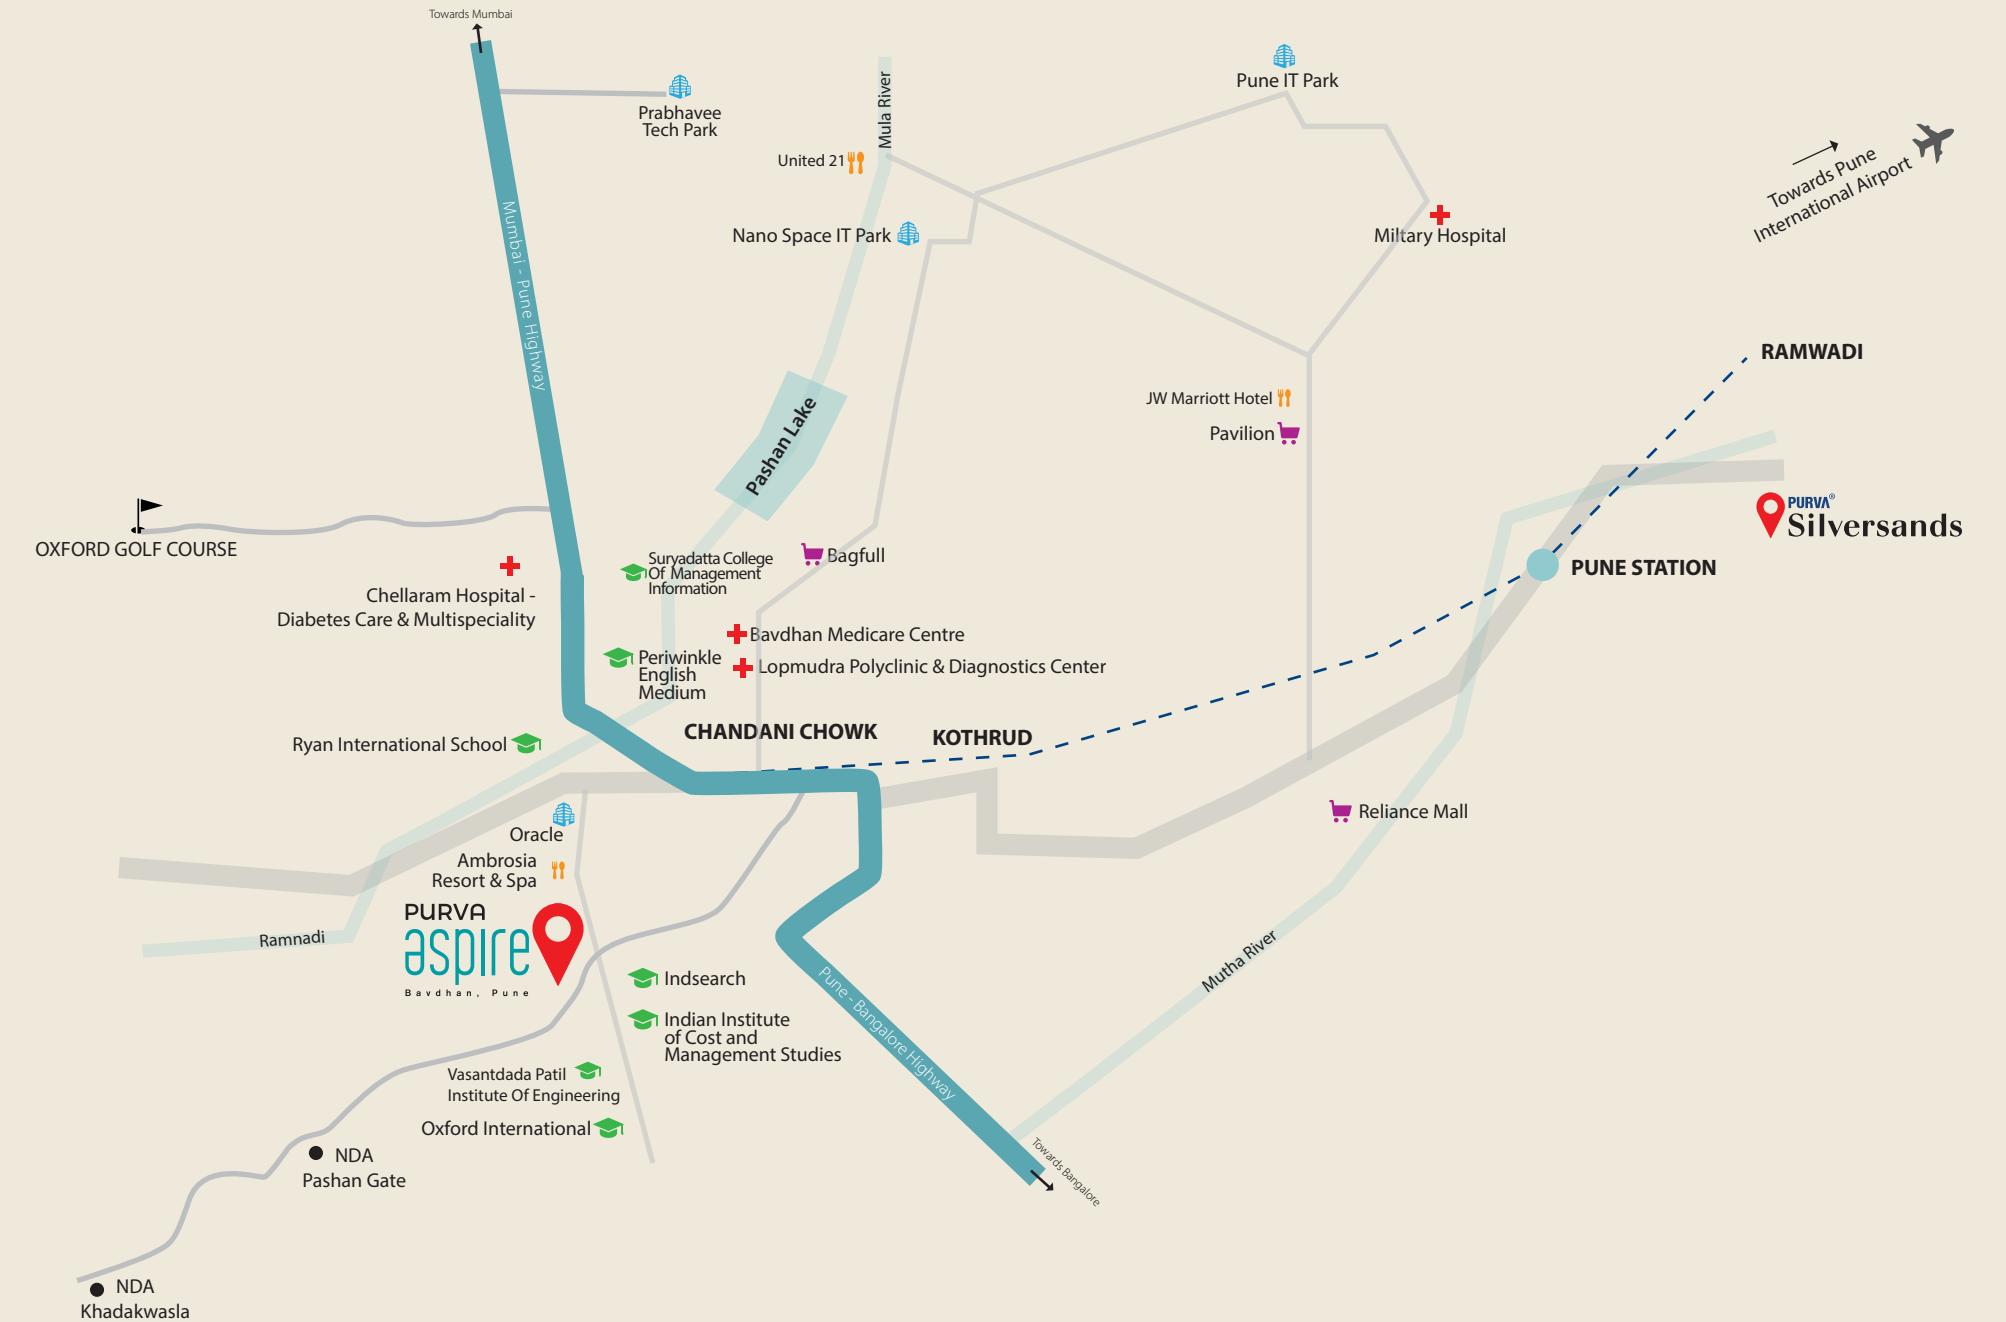 Towards Mumbai
Mumbai - Pune Highway
Prabhavee
Tech Park
Mula River
United 21
Nano Space IT Park
Pune IT Park
Miltary Hospital
Towards Pune
International Airport
RAMWADI
JW Marriott Hotel
Pavilion
Pashan Lake
PURVA®
Silversands
PUNE STATION
OXFORD GOLF COURSE
Chellaram Hospital -
Diabetes Care & Multispeciality
Suryadatta College
Of Management
Information
Bagfull
Bavdhan Medicare Centre
Periwinkle
English
Medium
Lopmudra Polyclinic & Diagnostics Center
Ryan International School
CHANDANI CHOWK
KOTHRUD
Reliance Mall
Oracle
Ambrosia
Resort & Spa
PURVA
aspire
Bavdhan, Pune
Ramnadi
Mutha River
Indsearch
Indian Institute
of Cost and
Management Studies
Pune - Bangalore Highway
Vasantdada Patil
Institute Of Engineering
Oxford International
Towards Bangalore
NDA
Pashan Gate
NDA
Khadakwasla